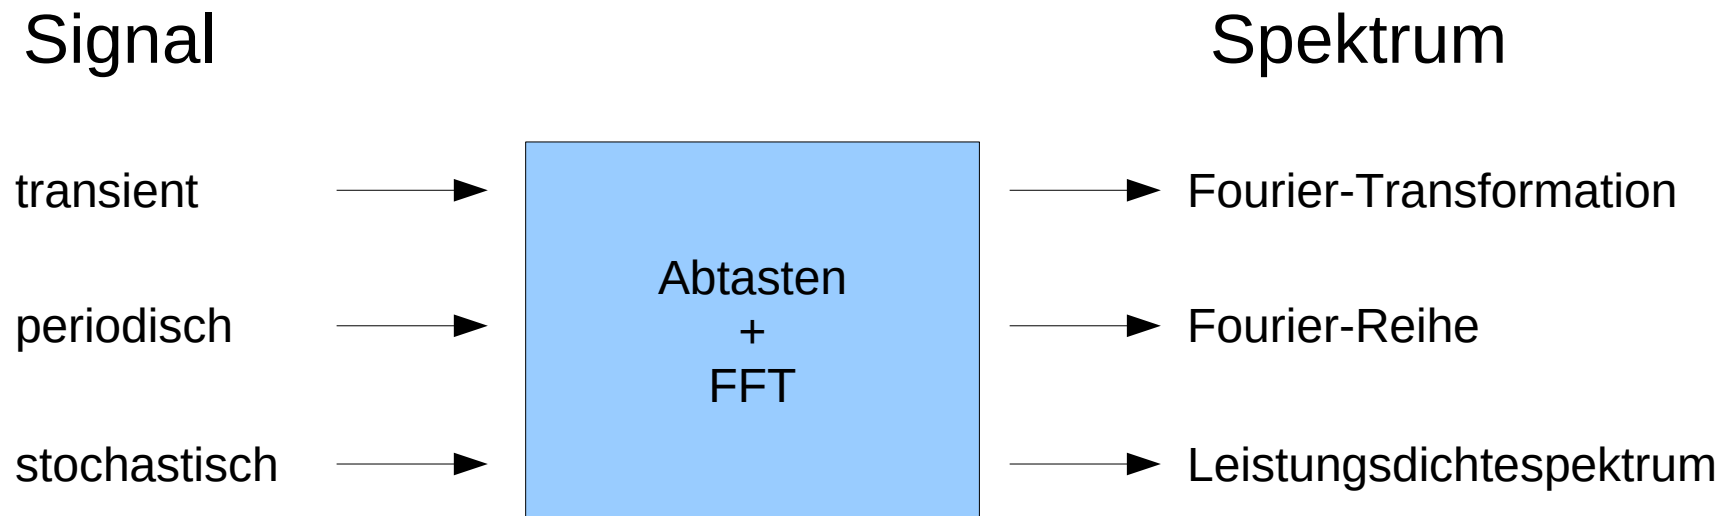 Signal
Spektrum
transient
Fourier-Transformation
Abtasten
periodisch
+
Fourier-Reihe
FFT
stochastisch
Leistungsdichtespektrum